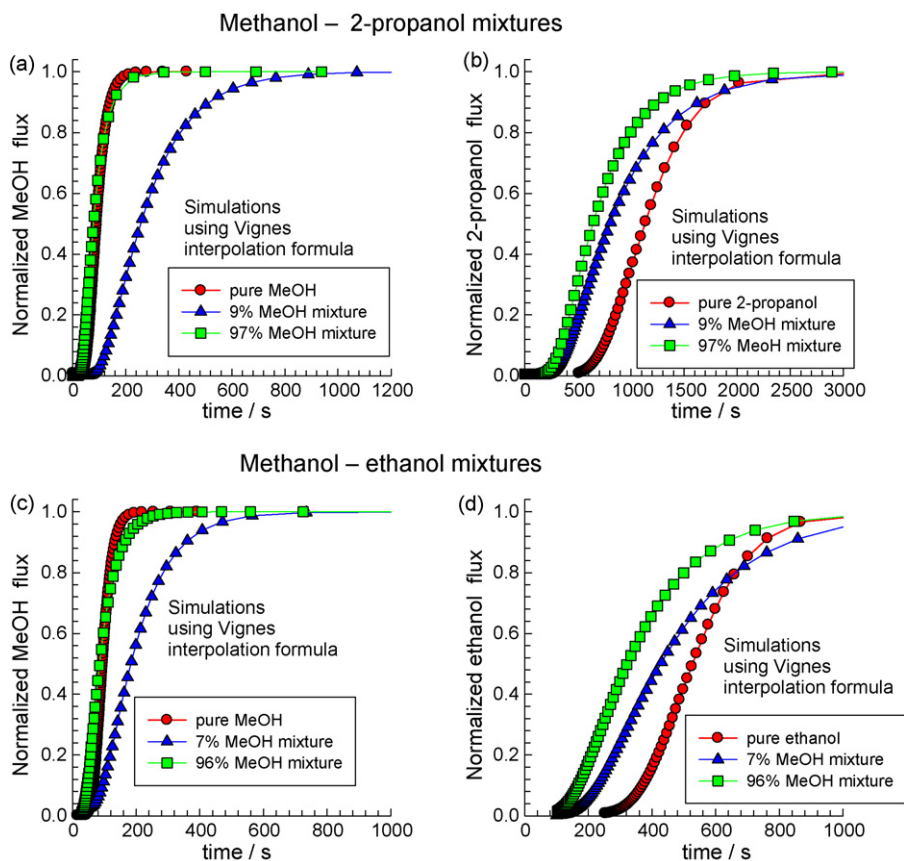 Methanol – 2-propanol mixtures
(a)
Normalized MeOH flux
1.0
0.8
0.6
0.4
0.2
0.0
Simulations
using Vignes
interpolation formula
pure MeOH
9% MeOH mixture
97% MeOH mixture
0 200 400 600 800 1000 1200
time / s
(b)
Normalized 2-propanol flux
1.0
0.8
0.6
0.4
0.2
0.0
Simulations
using Vignes
interpolation formula
pure 2-propanol
9% MeOH mixture
97% MeoH mixture
0 500 1000 1500 2000 2500 3000
time / s
Methanol – ethanol mixtures
(c)
Normalized MeOH flux
1.0
0.8
0.6
0.4
0.2
0.0
Simulations
using Vignes
interpolation formula
pure MeOH
7% MeOH mixture
96% MeOH mixture
0 200 400 600 800 1000
time / s
(d)
Normalized ethanol flux
1.0
0.8
0.6
0.4
0.2
0.0
Simulations
using Vignes
interpolation formula
pure ethanol
7% MeOH mixture
96% MeOH mixture
0 200 400 600 800 1000
time / s